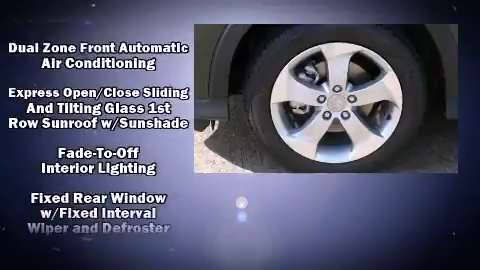 Dual Zone Front Automatic
Air Conditioning
Express Open/Close Sliding
And Tilting Glass 1st
Row Sunroof w/Sunshade
Fade-To-Off
Interior Lighting
Fixed Rear Window
w/Fixed Interval
Wiper and Defroster